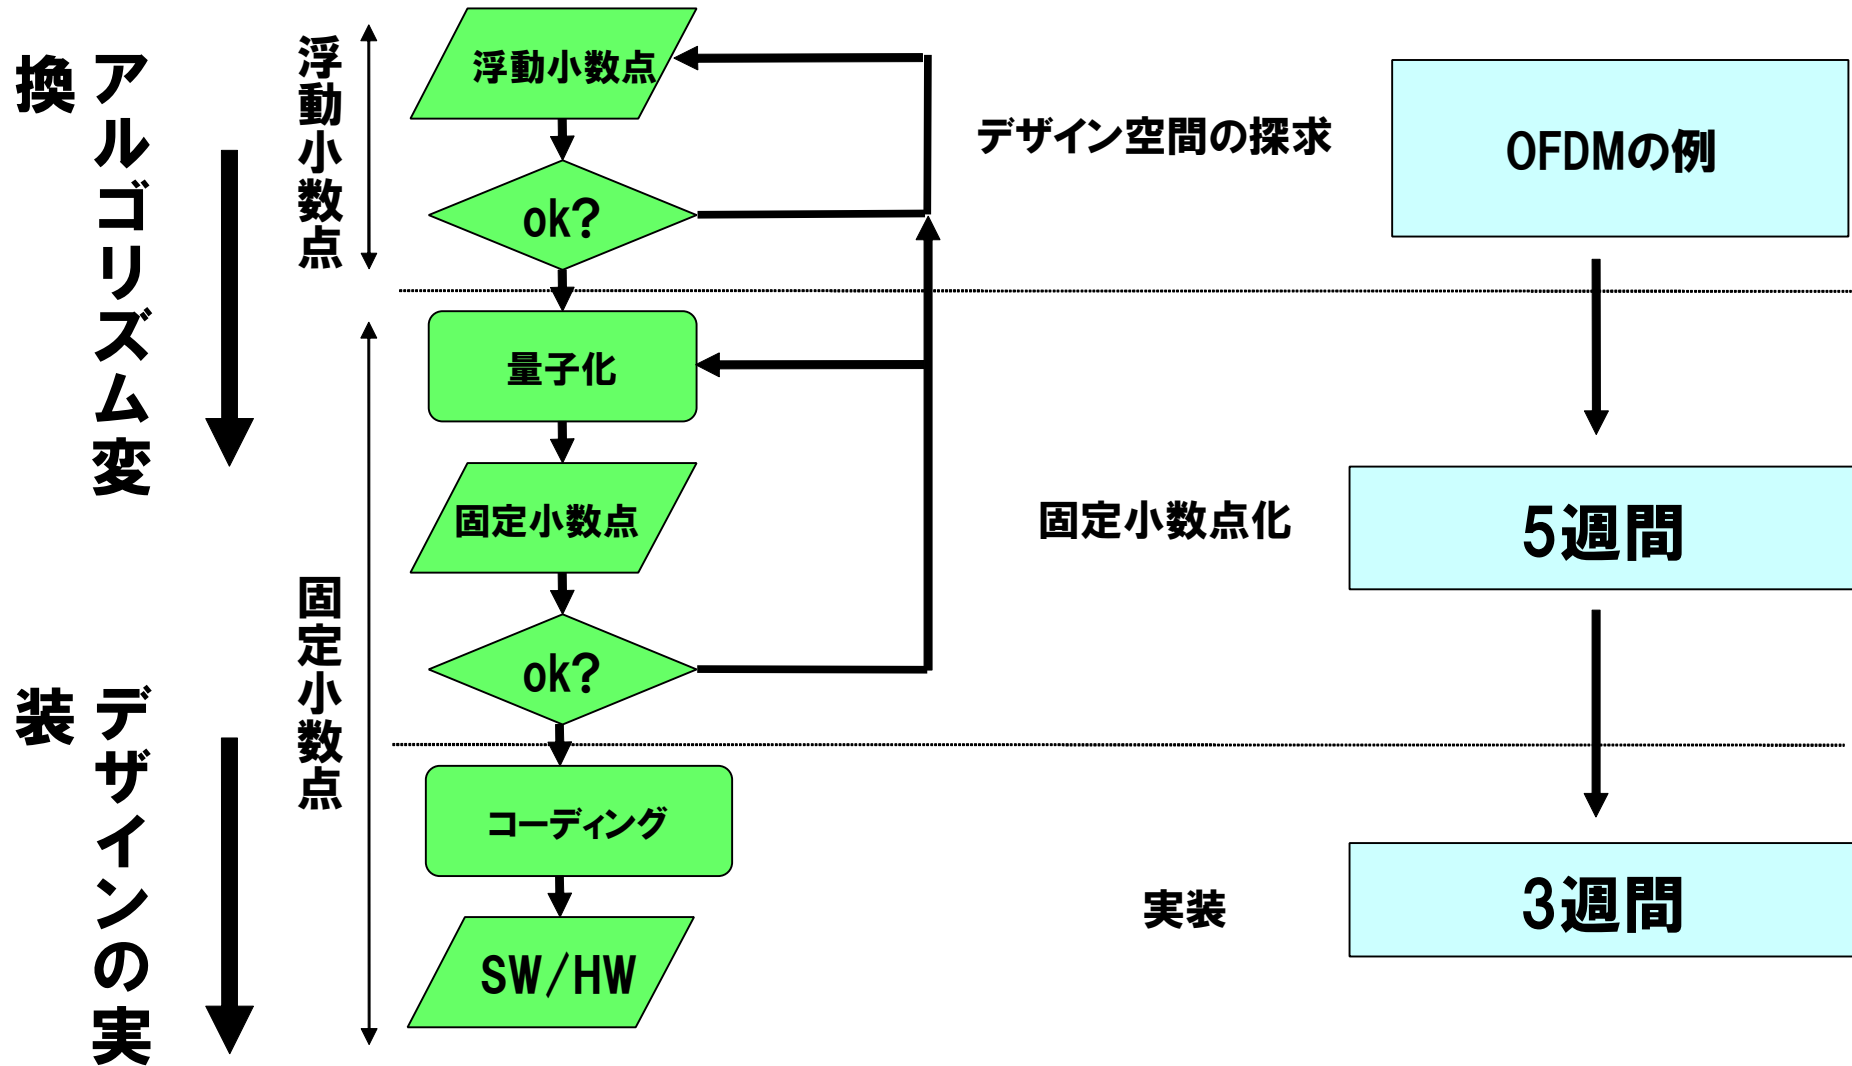 アルゴリズム変
換
デザインの実
装
浮動小数点
固定小数点
浮動小数点
ok?
量子化
固定小数点
ok?
コーディング
SW/HW
デザイン空間の探求
固定小数点化
実装
OFDMの例
5週間
3週間